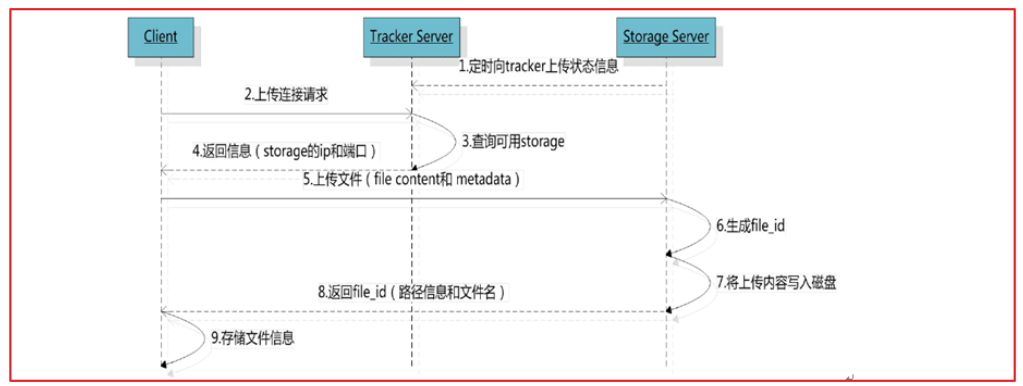 Client
Tracker Server
Storage Server
1.定时向tracker上传状态信息
2.上传连接请求
3.查询可用storage
4.返回信息（storage的ip和端口）
5.上传文件（file content和 metadata）
6.生成file_id
7.将上传内容写入磁盘
8.返回file_id（路径信息和文件名）
9.存储文件信息